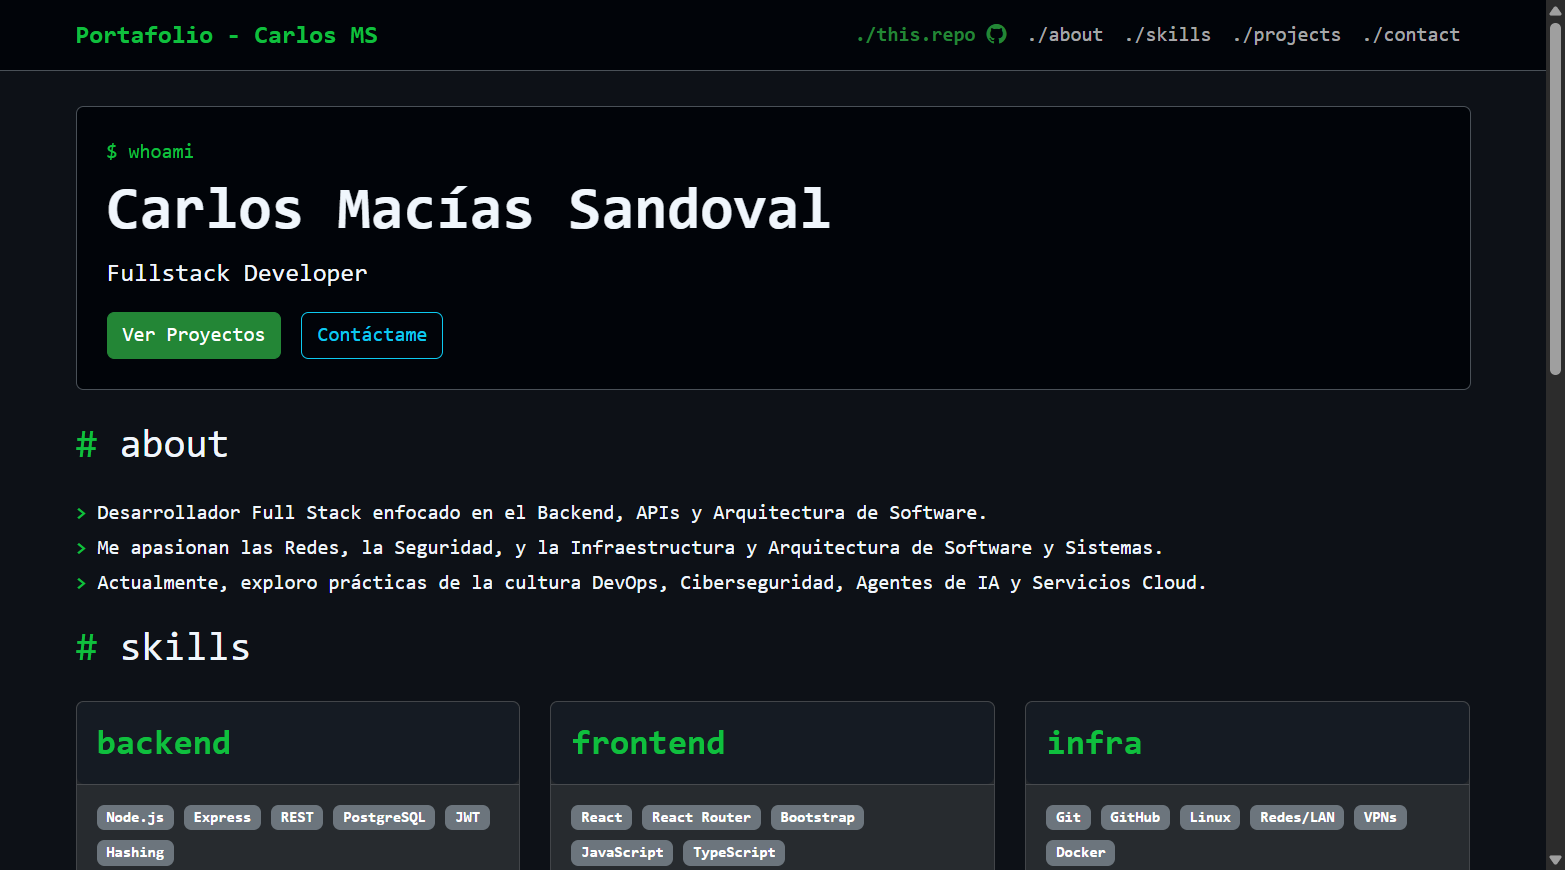 Portafolio - Carlos MS
./this.repo ./about ./skills ./projects ./contact
$ whoami
Carlos Macías Sandoval
Fullstack Developer
Ver Proyectos Contáctame
# about
> Desarrollador Full Stack enfocado en el Backend, APIs y Arquitectura de Software.
> Me apasionan las Redes, la Seguridad, y la Infraestructura y Arquitectura de Software y Sistemas.
> Actualmente, exploro prácticas de la cultura DevOps, Ciberseguridad, Agentes de IA y Servicios Cloud.
# skills
backend
Node.js Express REST PostgreSQL JWT
Hashing
frontend
React React Router Bootstrap
JavaScript TypeScript
infra
Git GitHub Linux Redes/LAN VPNs
Docker